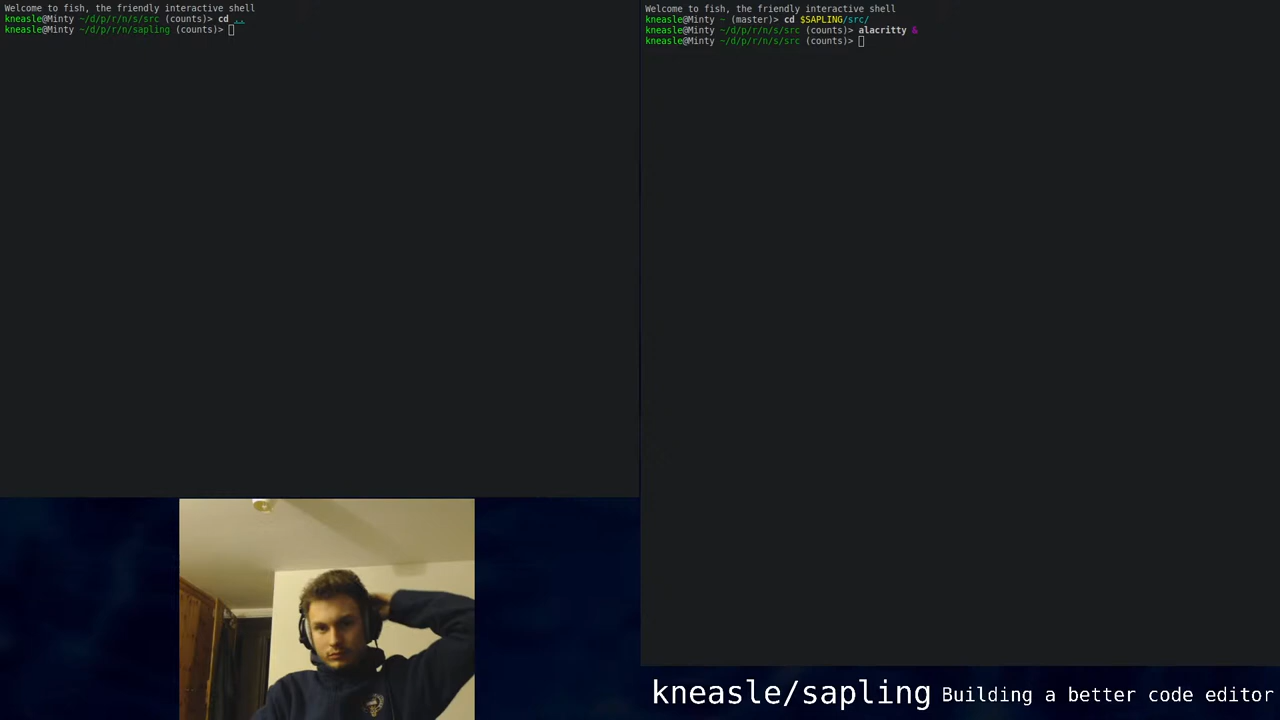 Welcome to fish, the friendly interactive shell
kneasle@Minty ~/d/p/r/n/s/src (counts)> cd ..
kneasle@Minty ~/d/p/r/n/sapling (counts)>
Welcome to fish, the friendly interactive shell
kneasle@Minty ~ (master)> cd $SAPLING/src/
kneasle@Minty ~/d/p/r/n/s/src (counts)> alacritty &
kneasle@Minty ~/d/p/r/n/s/src (counts)>
kneasle/sapling Building a better code editor